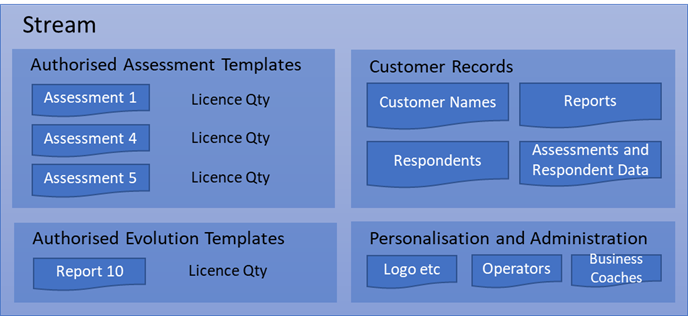 Stream
Authorised Assessment Templates
Assessment 1
Licence Qty
Assessment 4
Licence Qty
Assessment 5
Licence Qty
Customer Records
Customer Names
Reports
Respondents
Assessments and
Respondent Data
Authorised Evolution Templates
Report 10
Licence Qty
Personalisation and Administration
Logo etc
Operators
Business
Coaches